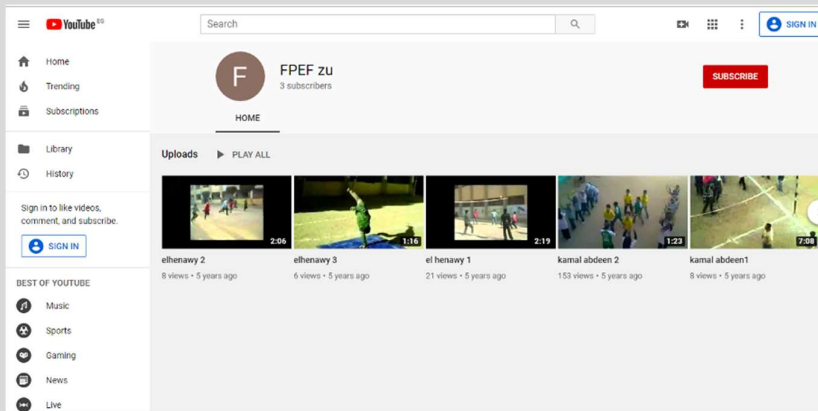 YouTube EG
Search
SIGN IN
Home
Trending
Subscriptions
Library
History
Sign in to like videos,
comment, and subscribe.
SIGN IN
BEST OF YOUTUBE
Music
Sports
Gaming
News
Live
F
FPEF zu
3 subscribers
SUBSCRIBE
HOME
Uploads
PLAY ALL
2:06
elhenawy 2
8 views • 5 years ago
1:16
elhenawy 3
6 views • 5 years ago
2:19
el henawy 1
21 views • 5 years ago
1:23
kamal abdeen 2
153 views • 5 years ago
7:08
kamal abdeen1
8 views • 5 years ago